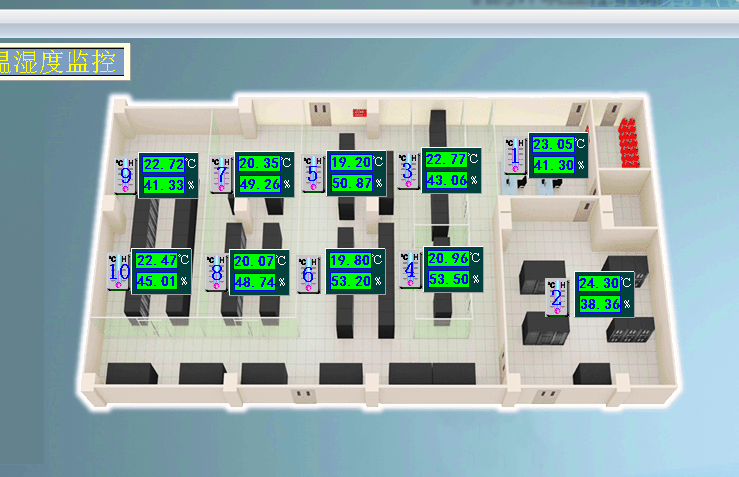 温湿度监控
℃ H
9
22.72 ℃
41.33 %
℃ H
7
20.35 ℃
49.26 %
℃ H
5
19.20 ℃
50.87 %
℃ H
3
22.77 ℃
43.06 %
℃ H
1
23.05 ℃
41.30 %
℃ H
10
22.47 ℃
45.01 %
℃ H
8
20.07 ℃
48.74 %
℃ H
6
19.80 ℃
53.20 %
℃ H
4
20.96 ℃
53.50 %
℃ H
2
24.30 ℃
38.36 %